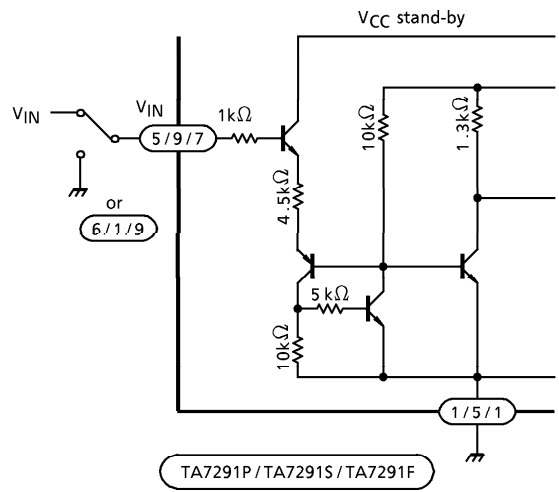 VCC stand-by
VIN
VIN
1kΩ
5/9/7
10kΩ
1.3kΩ
4.5kΩ
or
6/1/9
5kΩ
10kΩ
1/5/1
TA7291P/TA7291S/TA7291F